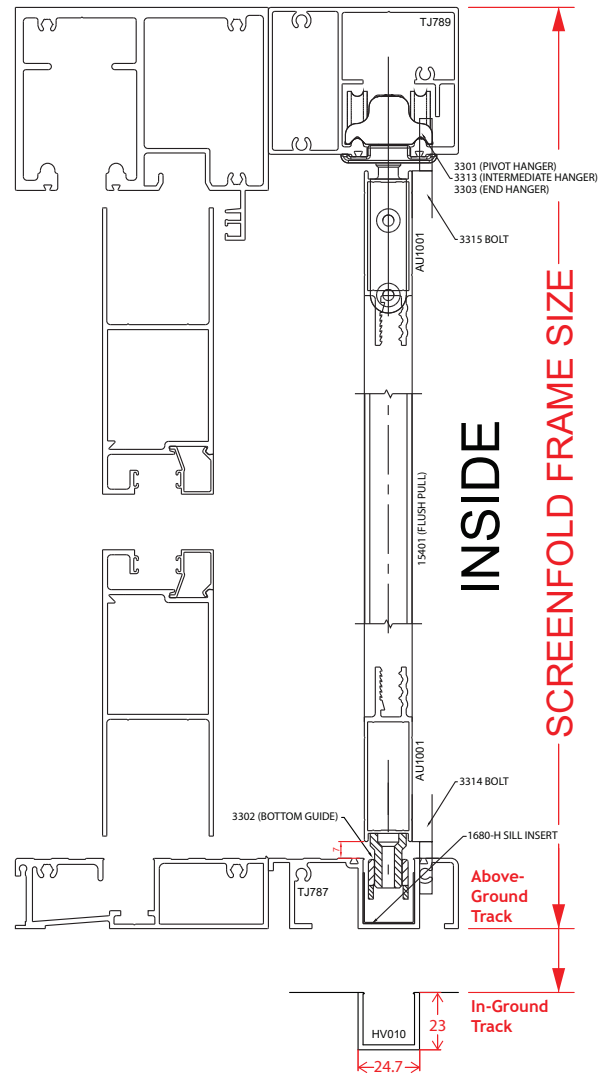 TJ789
3301 (PIVOT HANGER)
3313 (INTERMEDIATE HANGER)
3303 (END HANGER)
3315 BOLT
AU1001
SCREENFOLD FRAME SIZE
INSIDE
15401 (FLUSH PULL)
AU1001
3314 BOLT
3302 (BOTTOM GUIDE)
1680-H SILL INSERT
7
TJ787
Above-
Ground
Track
In-Ground
Track
HV010
23
24.7